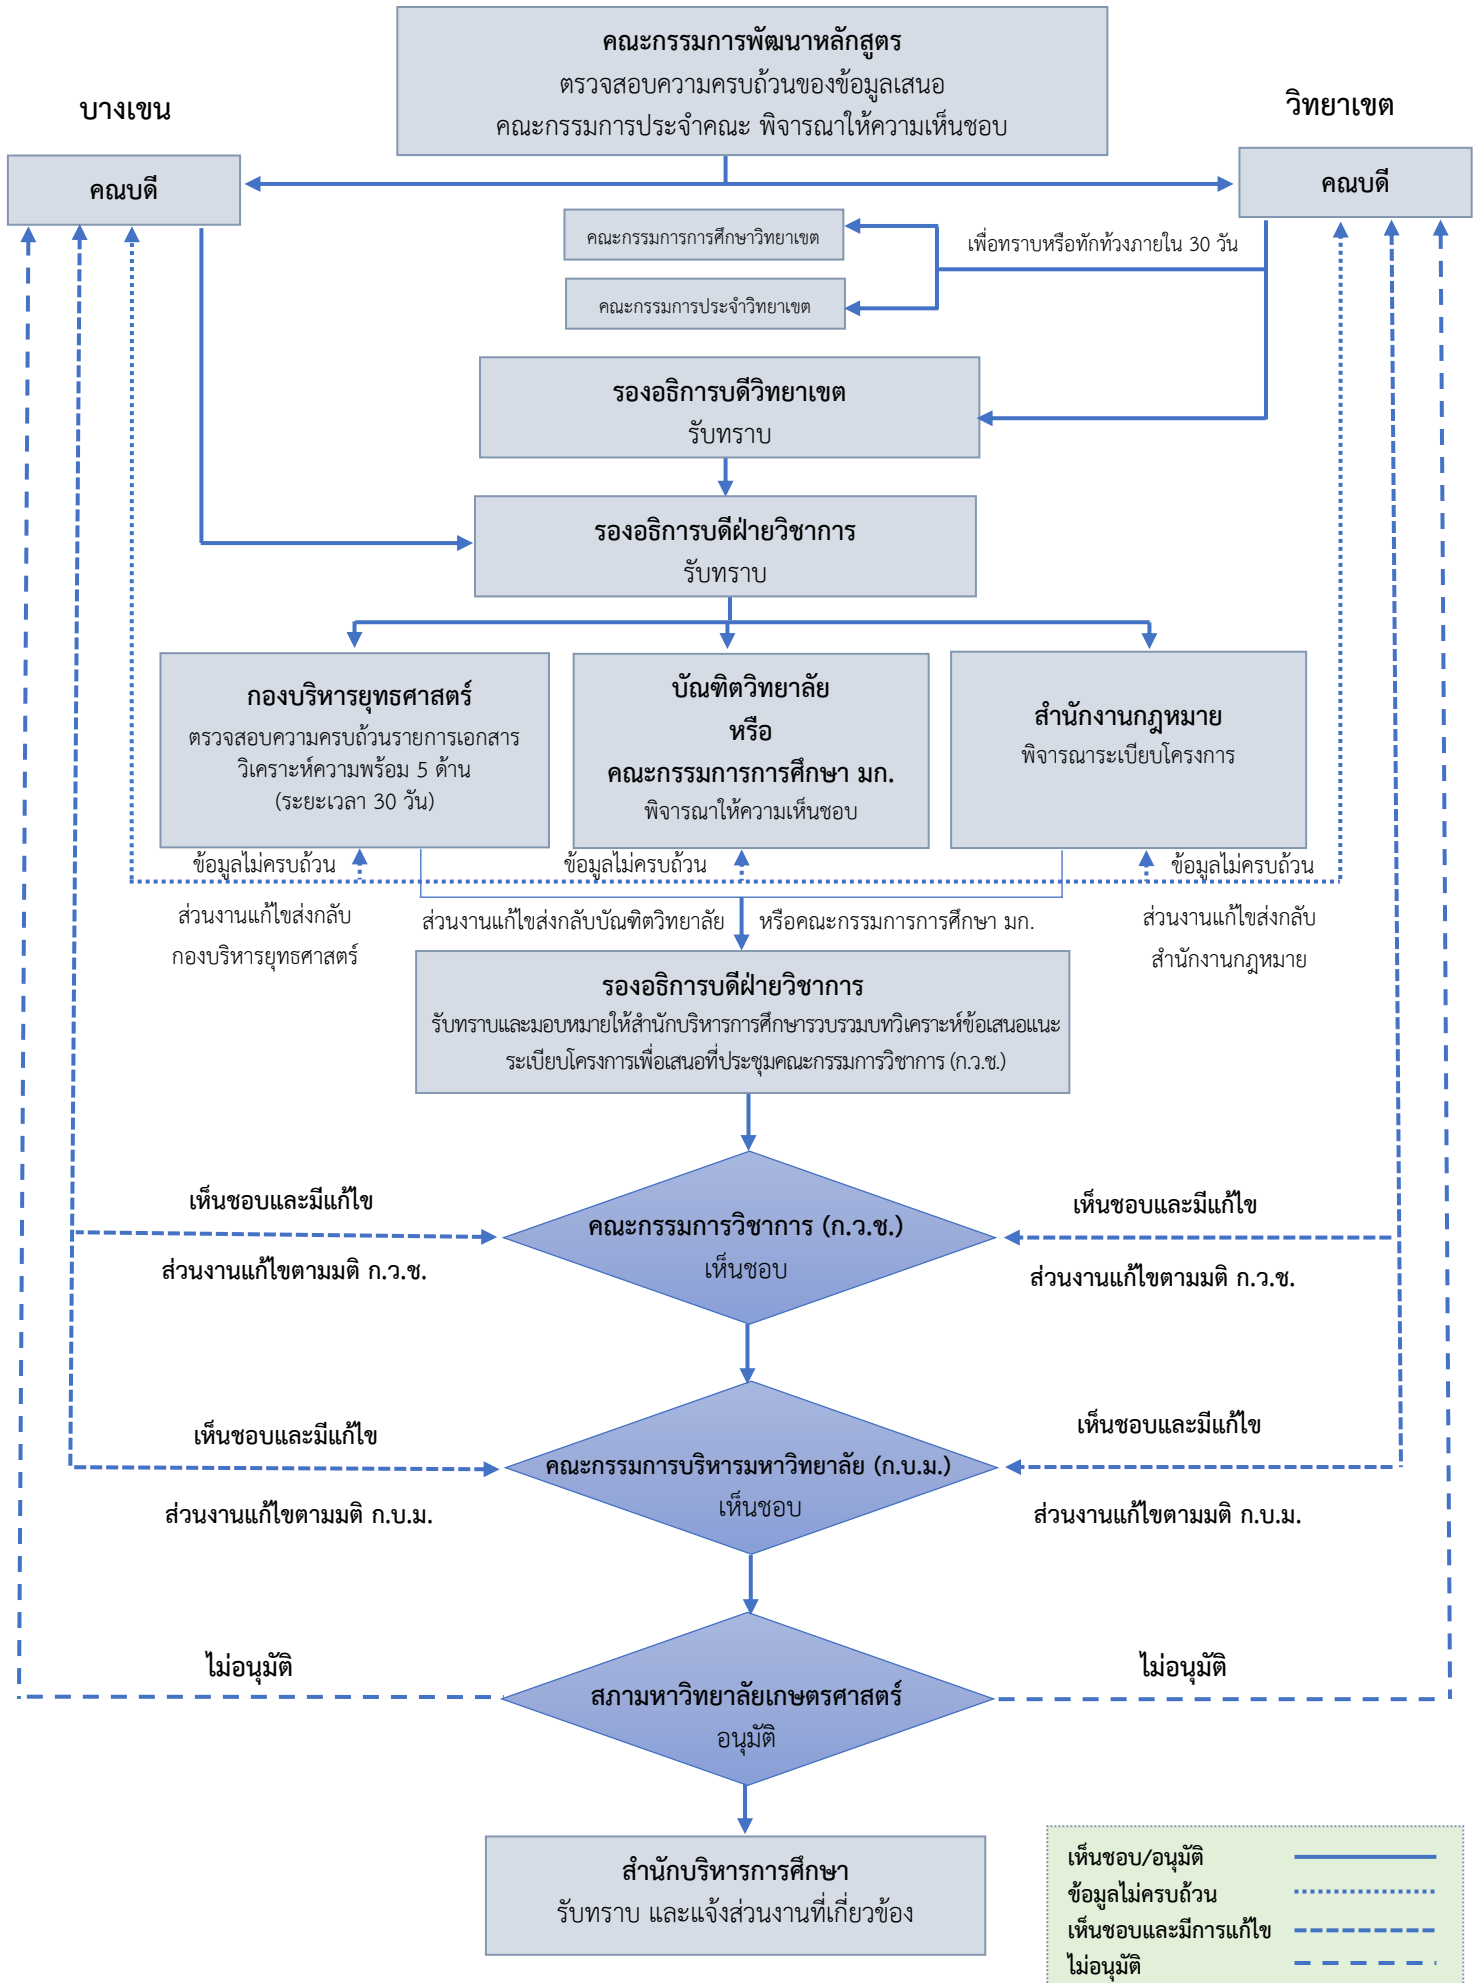 คณะกรรมการพัฒนาหลักสูตร
ตรวจสอบความครบถ้วนของข้อมูลเสนอ
คณะกรรมการประจำคณะ พิจารณาให้ความเห็นชอบ
บางเขน
วิทยาเขต
คณบดี
คณบดี
คณะกรรมการการศึกษาวิทยาเขต
เพื่อทราบหรือทักท้วงภายใน 30 วัน
คณะกรรมการประจำวิทยาเขต
รองอธิการบดีวิทยาเขต
รับทราบ
รองอธิการบดีฝ่ายวิชาการ
รับทราบ
กองบริหารยุทธศาสตร์
ตรวจสอบความครบถ้วนรายการเอกสาร
วิเคราะห์ความพร้อม 5 ด้าน
(ระยะเวลา 30 วัน)
บัณฑิตวิทยาลัย
หรือ
คณะกรรมการการศึกษา มก.
พิจารณาให้ความเห็นชอบ
สำนักงานกฎหมาย
พิจารณาระเบียบโครงการ
ข้อมูลไม่ครบถ้วน
ข้อมูลไม่ครบถ้วน
ข้อมูลไม่ครบถ้วน
ส่วนงานแก้ไขส่งกลับ
กองบริหารยุทธศาสตร์
ส่วนงานแก้ไขส่งกลับบัณฑิตวิทยาลัย
หรือคณะกรรมการการศึกษา มก.
ส่วนงานแก้ไขส่งกลับ
สำนักงานกฎหมาย
รองอธิการบดีฝ่ายวิชาการ
รับทราบและมอบหมายให้สำนักบริหารการศึกษารวบรวมบทวิเคราะห์ข้อเสนอแนะ
ระเบียบโครงการเพื่อเสนอที่ประชุมคณะกรรมการวิชาการ (ก.ว.ช.)
เห็นชอบและมีแก้ไข
เห็นชอบและมีแก้ไข
คณะกรรมการวิชาการ (ก.ว.ช.)
เห็นชอบ
ส่วนงานแก้ไขตามมติ ก.ว.ช.
ส่วนงานแก้ไขตามมติ ก.ว.ช.
เห็นชอบและมีแก้ไข
เห็นชอบและมีแก้ไข
คณะกรรมการบริหารมหาวิทยาลัย (ก.บ.ม.)
เห็นชอบ
ส่วนงานแก้ไขตามมติ ก.บ.ม.
ส่วนงานแก้ไขตามมติ ก.บ.ม.
ไม่อนุมัติ
ไม่อนุมัติ
สภามหาวิทยาลัยเกษตรศาสตร์
อนุมัติ
สำนักบริหารการศึกษา
รับทราบ และแจ้งส่วนงานที่เกี่ยวข้อง
เห็นชอบ/อนุมัติ
ข้อมูลไม่ครบถ้วน
เห็นชอบและมีการแก้ไข
ไม่อนุมัติ